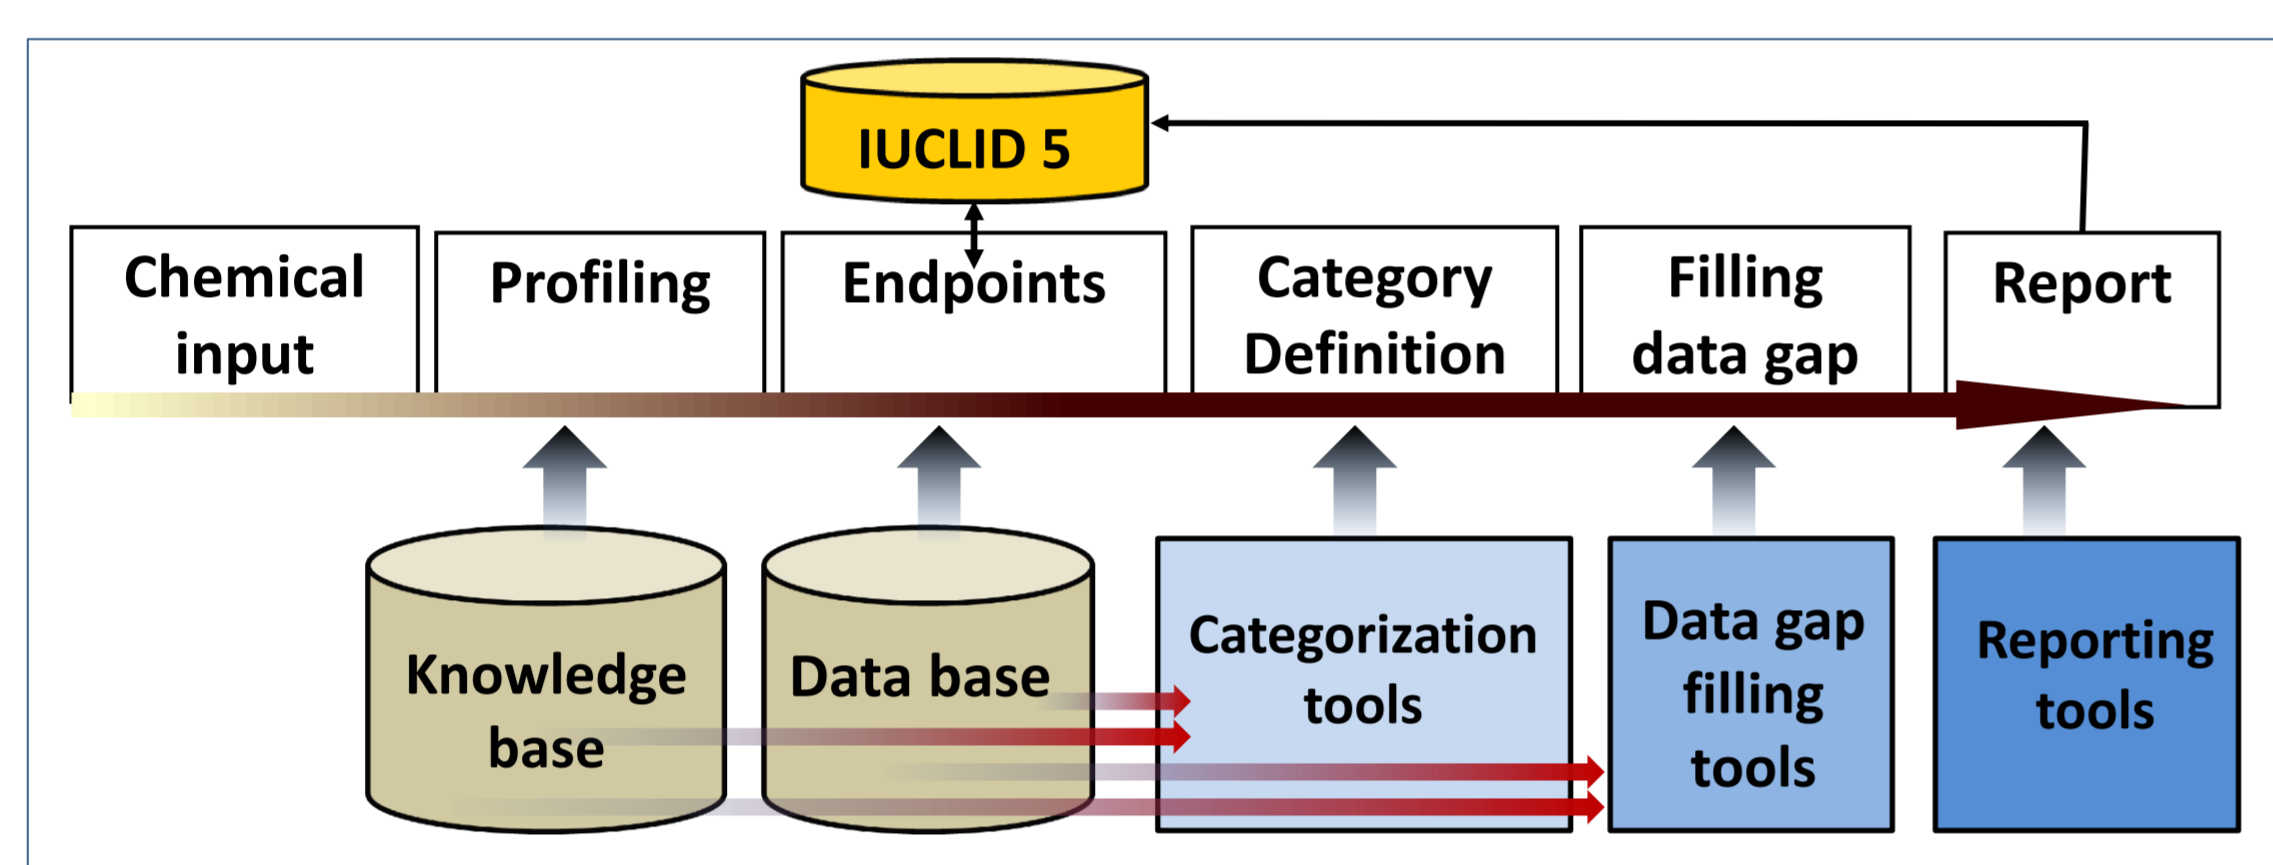 IUCLID 5
Chemical
input
Profiling
Endpoints
Category
Definition
Filling
data gap
Report
Knowledge
base
Data base
Categorization
tools
Data gap
filling
tools
Reporting
tools